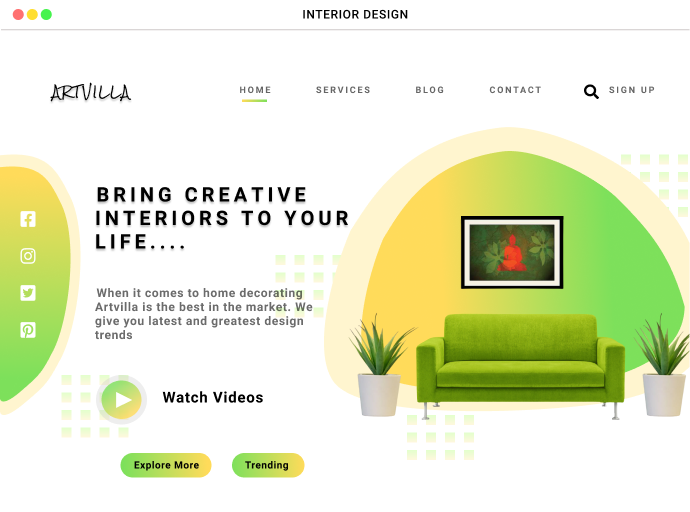 INTERIOR DESIGN
ARTVILLA
HOME SERVICES BLOG CONTACT SIGN UP
BRING CREATIVE
INTERIORS TO YOUR
LIFE....
When it comes to home decorating
Artvilla is the best in the market. We
give you latest and greatest design
trends
Watch Videos
Explore More Trending